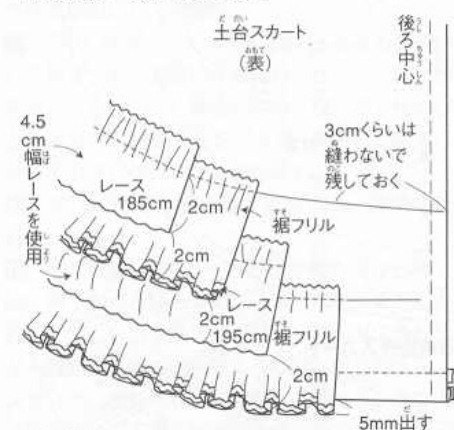 土台スカート
(表)
後ろ中心
3cmくらいは
縫わないで
残しておく
4.5
cm
幅レースを使用
レース
185cm
2cm
裾フリル
2cm
レース
195cm
2cm
裾フリル
2cm
5mm出す